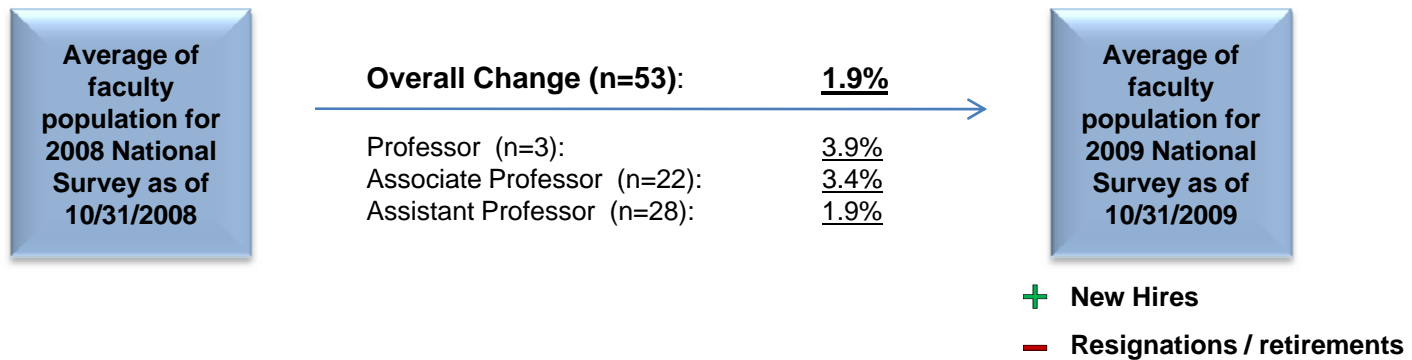 Average of
faculty
population for
2008 National
Survey as of
10/31/2008
Overall Change (n=53): 1.9%
Professor (n=3): 3.9%
Associate Professor (n=22): 3.4%
Assistant Professor (n=28): 1.9%
Average of
faculty
population for
2009 National
Survey as of
10/31/2009
+ New Hires
− Resignations / retirements